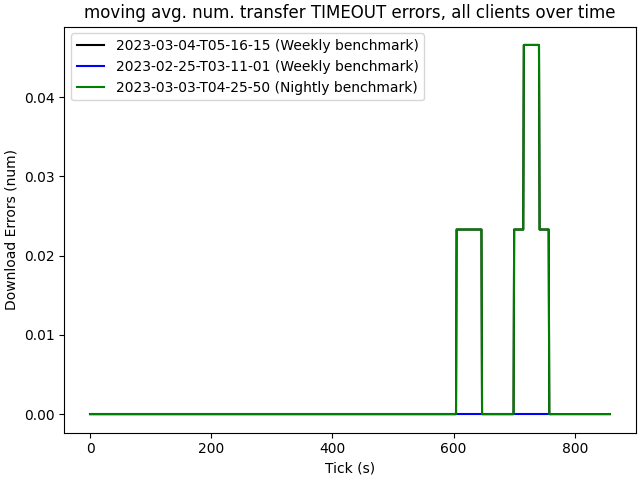 moving avg. num. transfer TIMEOUT errors, all clients over time
2023-03-04-T05-16-15 (Weekly benchmark)
2023-02-25-T03-11-01 (Weekly benchmark)
2023-03-03-T04-25-50 (Nightly benchmark)
0.04
0.03
0.02
0.01
0.00
Download Errors (num)
0
200
400
600
800
Tick (s)